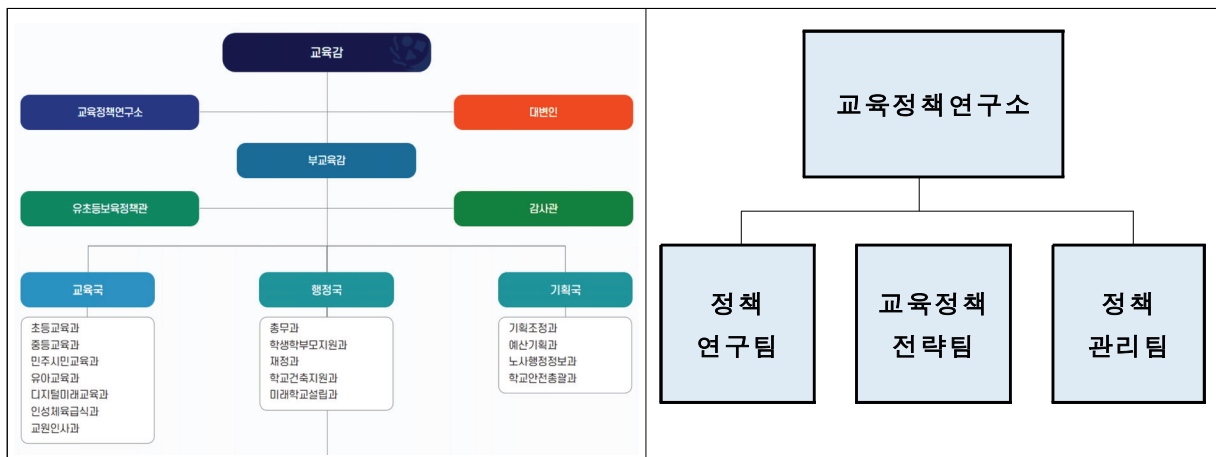 교육감
교육정책연구소
대변인
부교육감
유초등보육정책관
감사관
교육국
초등교육과
중등교육과
민주시민교육과
유아교육과
디지털미래교육과
인성체육급식과
교원인사과
행정국
총무과
학생학부모지원과
재정과
학교건축지원과
미래학교설립과
기획국
기획조정과
예산기획과
노사행정정보과
학교안전총괄과
교육정책연구소
정책
연구팀
교육정책
전략팀
정책
관리팀